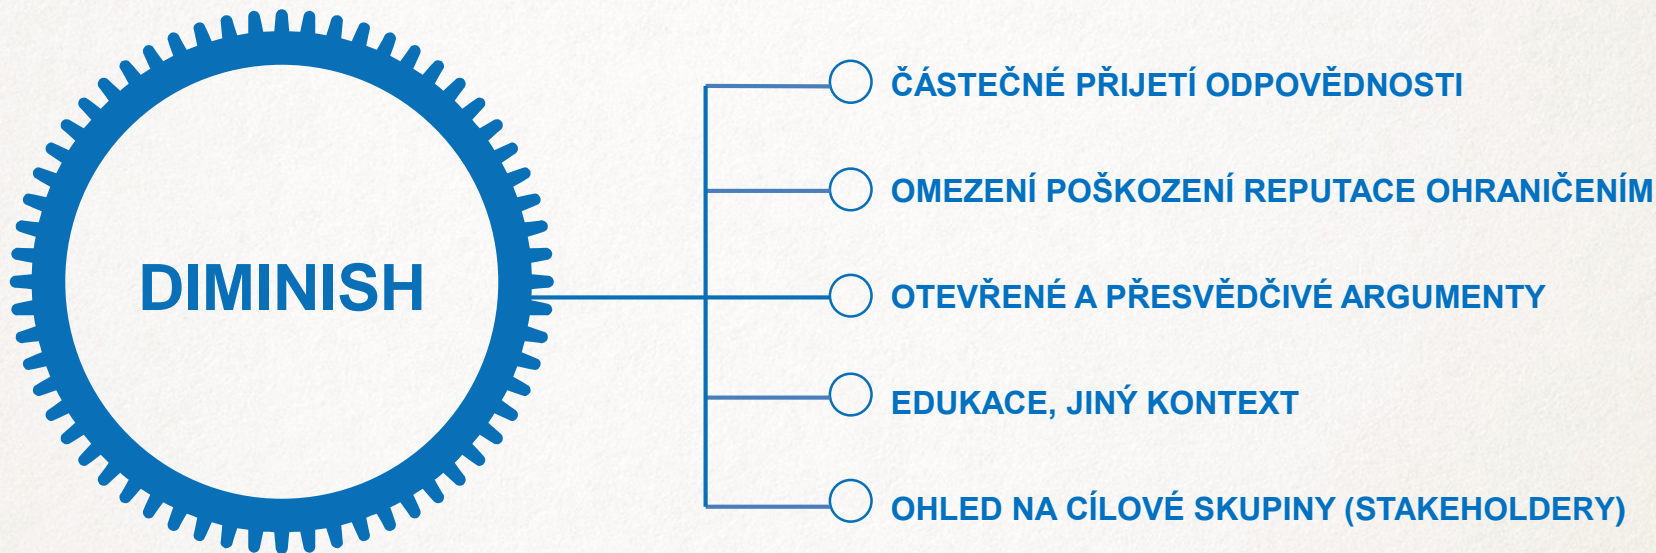 DIMINISH
ČÁSTEČNÉ PŘIJETÍ ODPOVĚDNOSTI
OMEZENÍ POŠKOZENÍ REPUTACE OHRANIČENÍM
OTEVŘENÉ A PŘESVĚDČIVÉ ARGUMENTY
EDUKACE, JINÝ KONTEXT
OHLED NA CÍLOVÉ SKUPINY (STAKEHOLDERY)